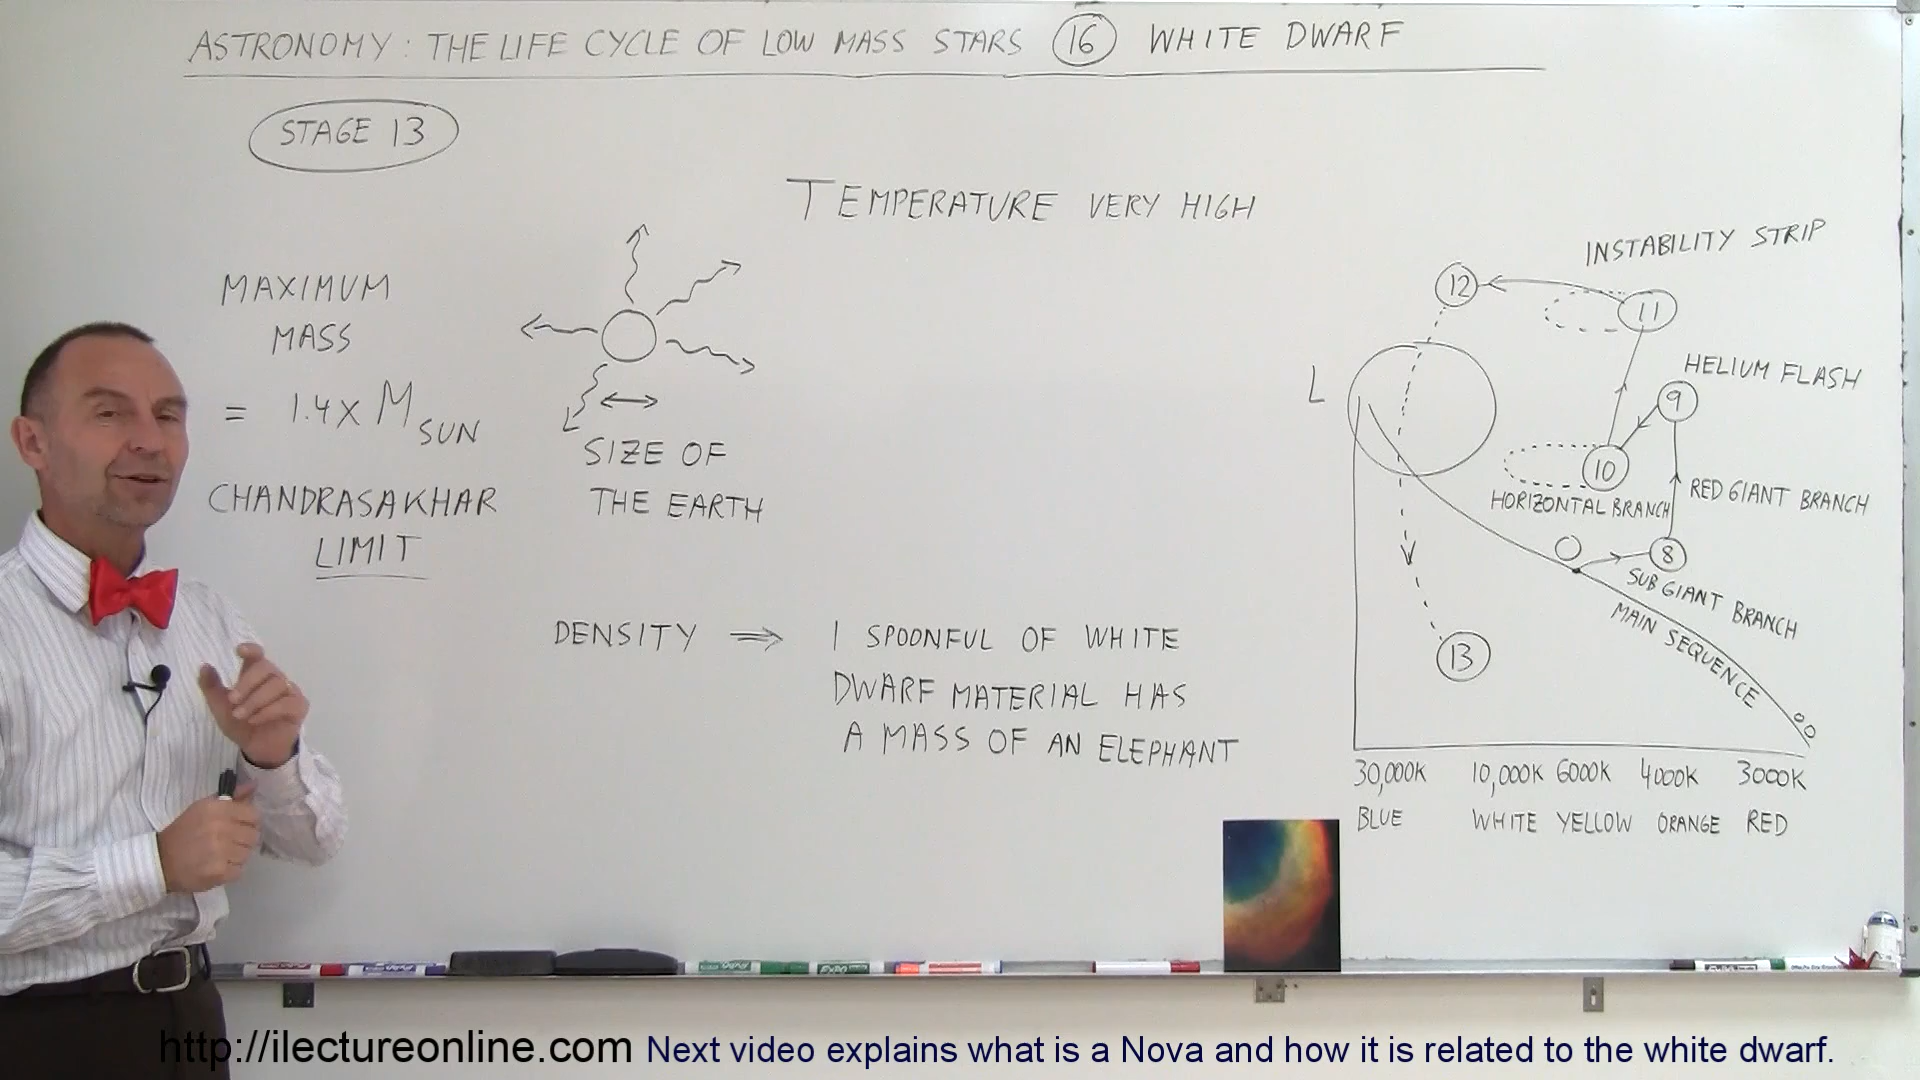 ASTRONOMY: THE LIFE CYCLE OF LOW MASS STARS 16 WHITE DWARF
STAGE 13
TEMPERATURE VERY HIGH
MAXIMUM
MASS
= 1.4 x M SUN
CHANDRASAKHAR
LIMIT
SIZE OF
THE EARTH
DENSITY ⇒ 1 SPOONFUL OF WHITE
DWARF MATERIAL HAS
A MASS OF AN ELEPHANT
INSTABILITY STRIP
12
11
L
HELIUM FLASH
9
10
HORIZONTAL BRANCH
RED GIANT BRANCH
8
SUB GIANT BRANCH
MAIN SEQUENCE
13
30,000K 10,000K 6000K 4000K 3000K
BLUE WHITE YELLOW ORANGE RED
EXPO
http://ilectureonline.com Next video explains what is a Nova and how it is related to the white dwarf.